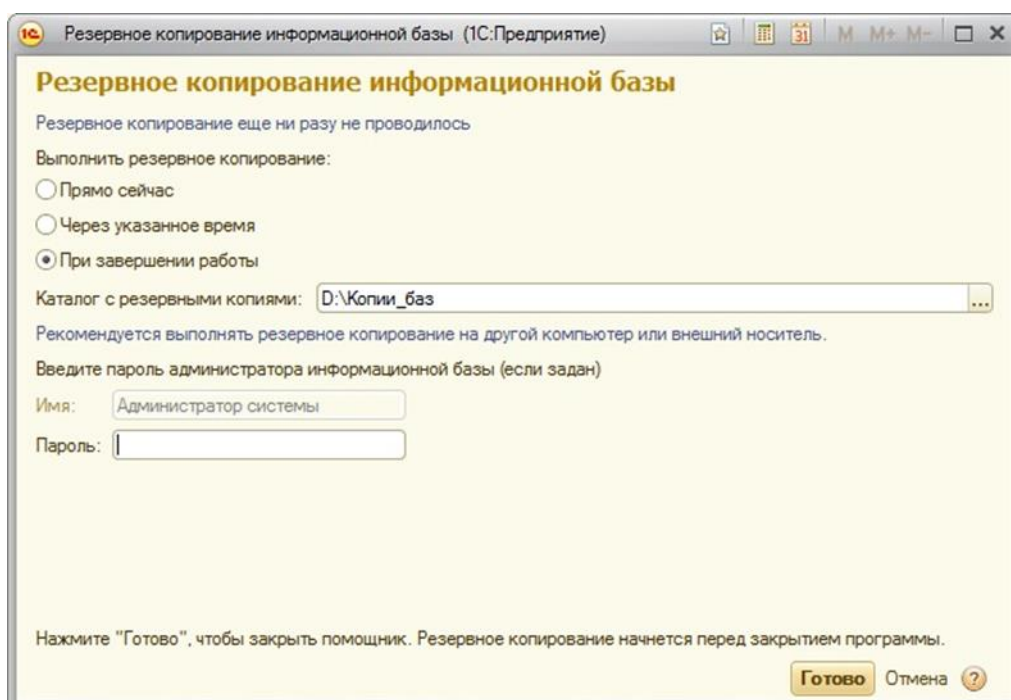 1С Резервное копирование информационной базы (1С:Предприятие) 31 M M+ M-
Резервное копирование информационной базы
Резервное копирование еще ни разу не проводилось
Выполнить резервное копирование:
Прямо сейчас
Через указанное время
При завершении работы
Каталог с резервными копиями: D:\Копии_баз ...
Рекомендуется выполнять резервное копирование на другой компьютер или внешний носитель.
Введите пароль администратора информационной базы (если задан)
Имя: Администратор системы
Пароль:
Нажмите "Готово", чтобы закрыть помощник. Резервное копирование начнется перед закрытием программы.
Готово Отмена ?